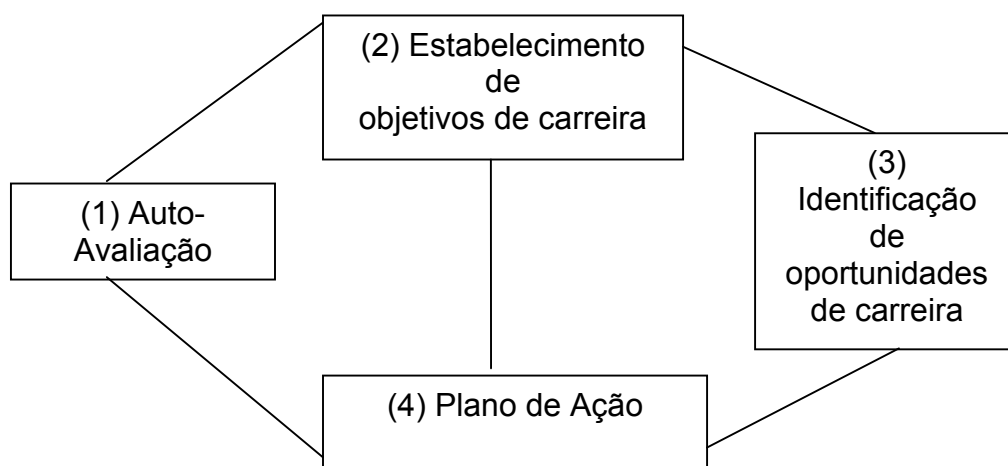 (2) Estabelecimento
de
objetivos de carreira
(1) Auto-
Avaliação
(3)
Identificação
de
oportunidades
de carreira
(4) Plano de Ação